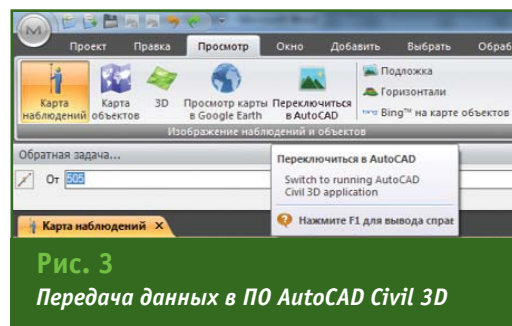 Проект Правка Просмотр Окно Добавить Выбрать Обраб
Карта наблюдений
Карта объектов
3D
Просмотр карты в Google Earth
Переключиться в AutoCAD
Подложка
Горизонтали
Bing™ на карте объектов
Изображение наблюдений и объектов
Обратная задача...
От 505
Переключиться в AutoCAD
Switch to running AutoCAD
Civil 3D application
Нажмите F1 для вывода справ
Карта наблюдений X
Рис. 3
Передача данных в ПО AutoCAD Civil 3D